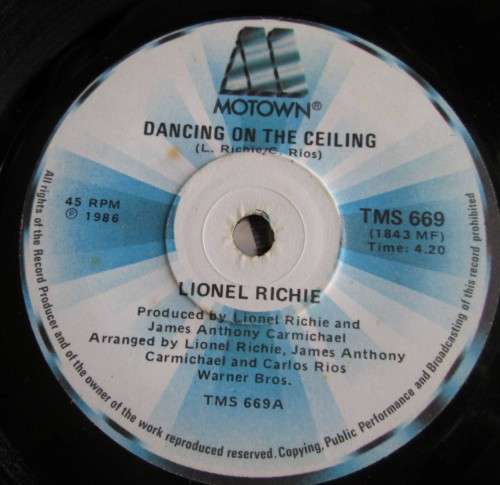 MOTOWN®
DANCING ON THE CEILING
(L. Richie/C. Rios)
45 RPM
℗ 1986
TMS 669
(1843 MF)
Time: 4.20
LIONEL RICHIE
Produced by Lionel Richie and
James Anthony Carmichael
Arranged by Lionel Richie, James Anthony
Carmichael and Carlos Rios
Warner Bros.
TMS 669A
All rights of the Record Producer and of the owner of the work reproduced reserved. Copying, Public Performance and Broadcasting of this record prohibited